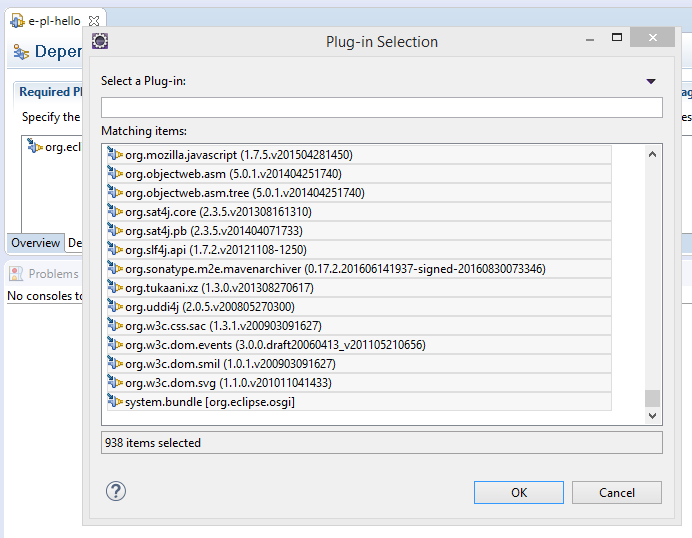 e-pl-hello
Plug-in Selection
Depen
Select a Plug-in:
Required Pl
Specify the
Matching items:
org.ecl
org.mozilla.javascript (1.7.5.v201504281450)
org.objectweb.asm (5.0.1.v201404251740)
org.objectweb.asm.tree (5.0.1.v201404251740)
org.sat4j.core (2.3.5.v201308161310)
org.sat4j.pb (2.3.5.v201404071733)
org.slf4j.api (1.7.2.v20121108-1250)
org.sonatype.m2e.mavenarchiver (0.17.2.201606141937-signed-20160830073346)
org.tukaani.xz (1.3.0.v201308270617)
org.uddi4j (2.0.5.v200805270300)
org.w3c.css.sac (1.3.1.v200903091627)
org.w3c.dom.events (3.0.0.draft20060413_v201105210656)
org.w3c.dom.smil (1.0.1.v200903091627)
org.w3c.dom.svg (1.1.0.v201011041433)
system.bundle [org.eclipse.osgi]
Overview
De
Problems
No consoles to
938 items selected
OK
Cancel